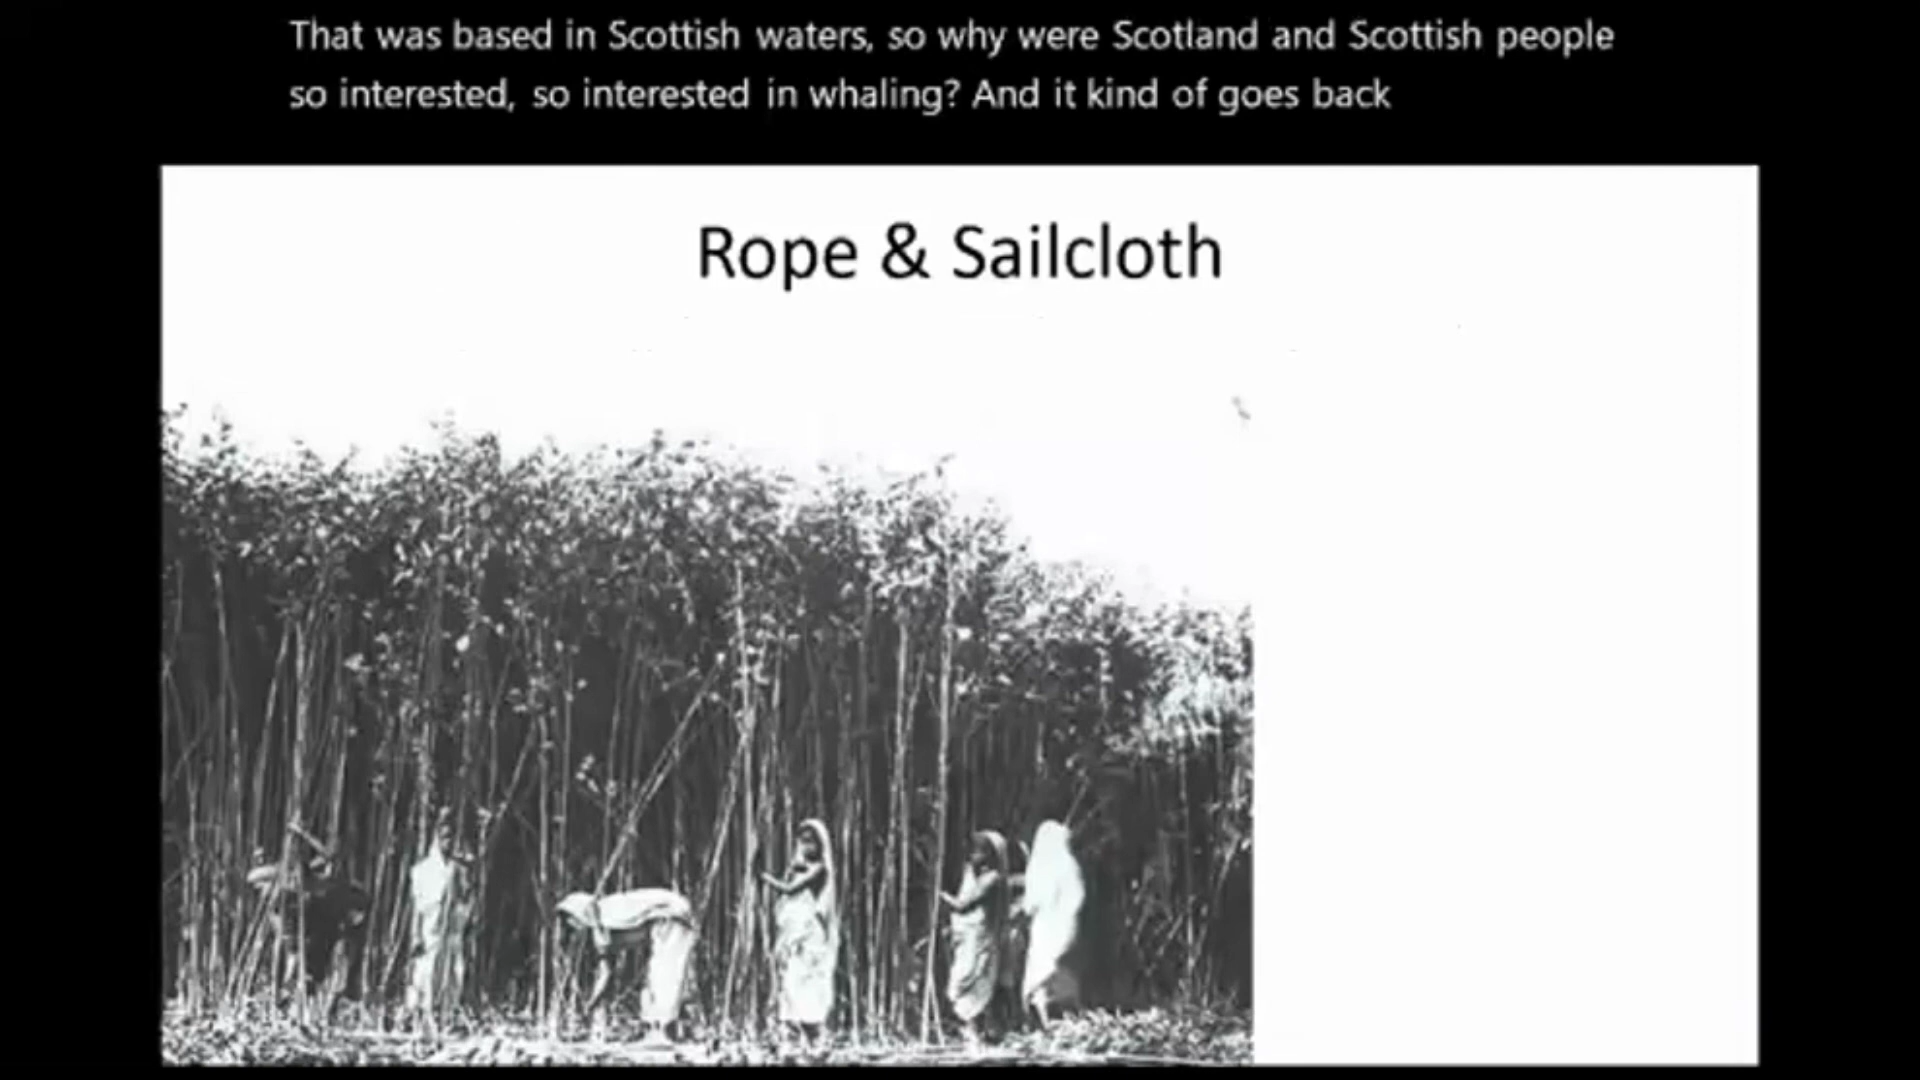 That was based in Scottish waters, so why were Scotland and Scottish people
so interested, so interested in whaling? And it kind of goes back
Rope & Sailcloth